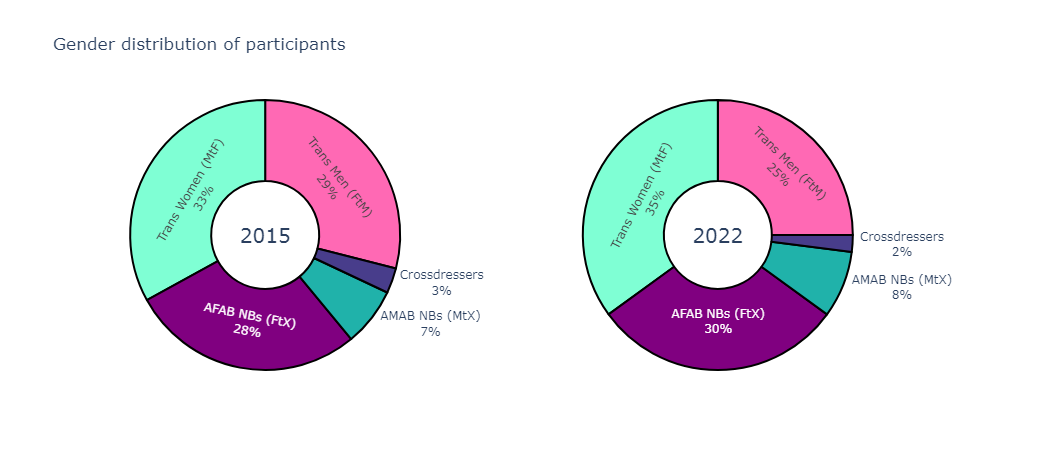 Gender distribution of participants
Trans Women (MtF)
33%
Trans Men (FtM)
29%
2015
Crossdressers
3%
AMAB NBs (MtX)
7%
AFAB NBs (FtX)
28%
Trans Women (MtF)
35%
Trans Men (FtM)
25%
2022
Crossdressers
2%
AMAB NBs (MtX)
8%
AFAB NBs (FtX)
30%